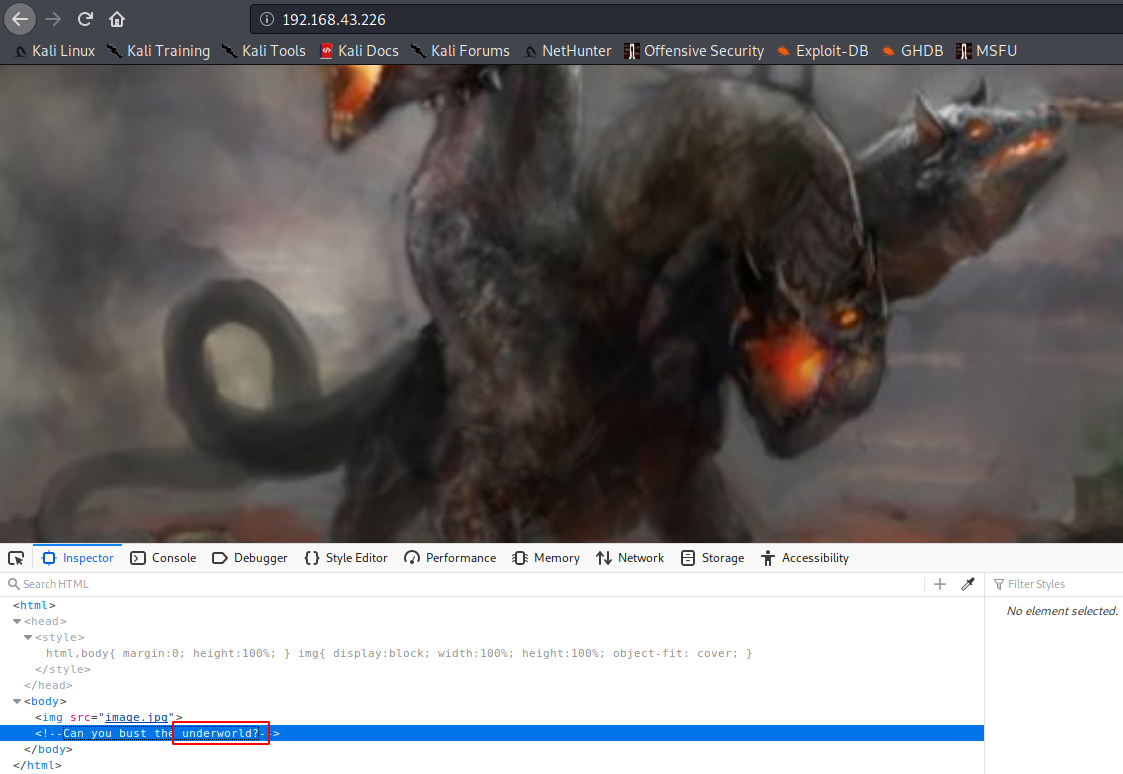 192.168.43.226
Kali Linux Kali Training Kali Tools Kali Docs Kali Forums NetHunter Offensive Security Exploit-DB GHDB MSFU
Inspector Console Debugger Style Editor Performance Memory Network Storage Accessibility
Search HTML Filter Styles
<html> No element selected.
<head>
<style>
html,body{ margin:0; height:100%; } img{ display:block; width:100%; height:100%; object-fit: cover; }
</style>
</head>
<body>
<img src="image.jpg">
<!--Can you bust the underworld?-->
</body>
</html>